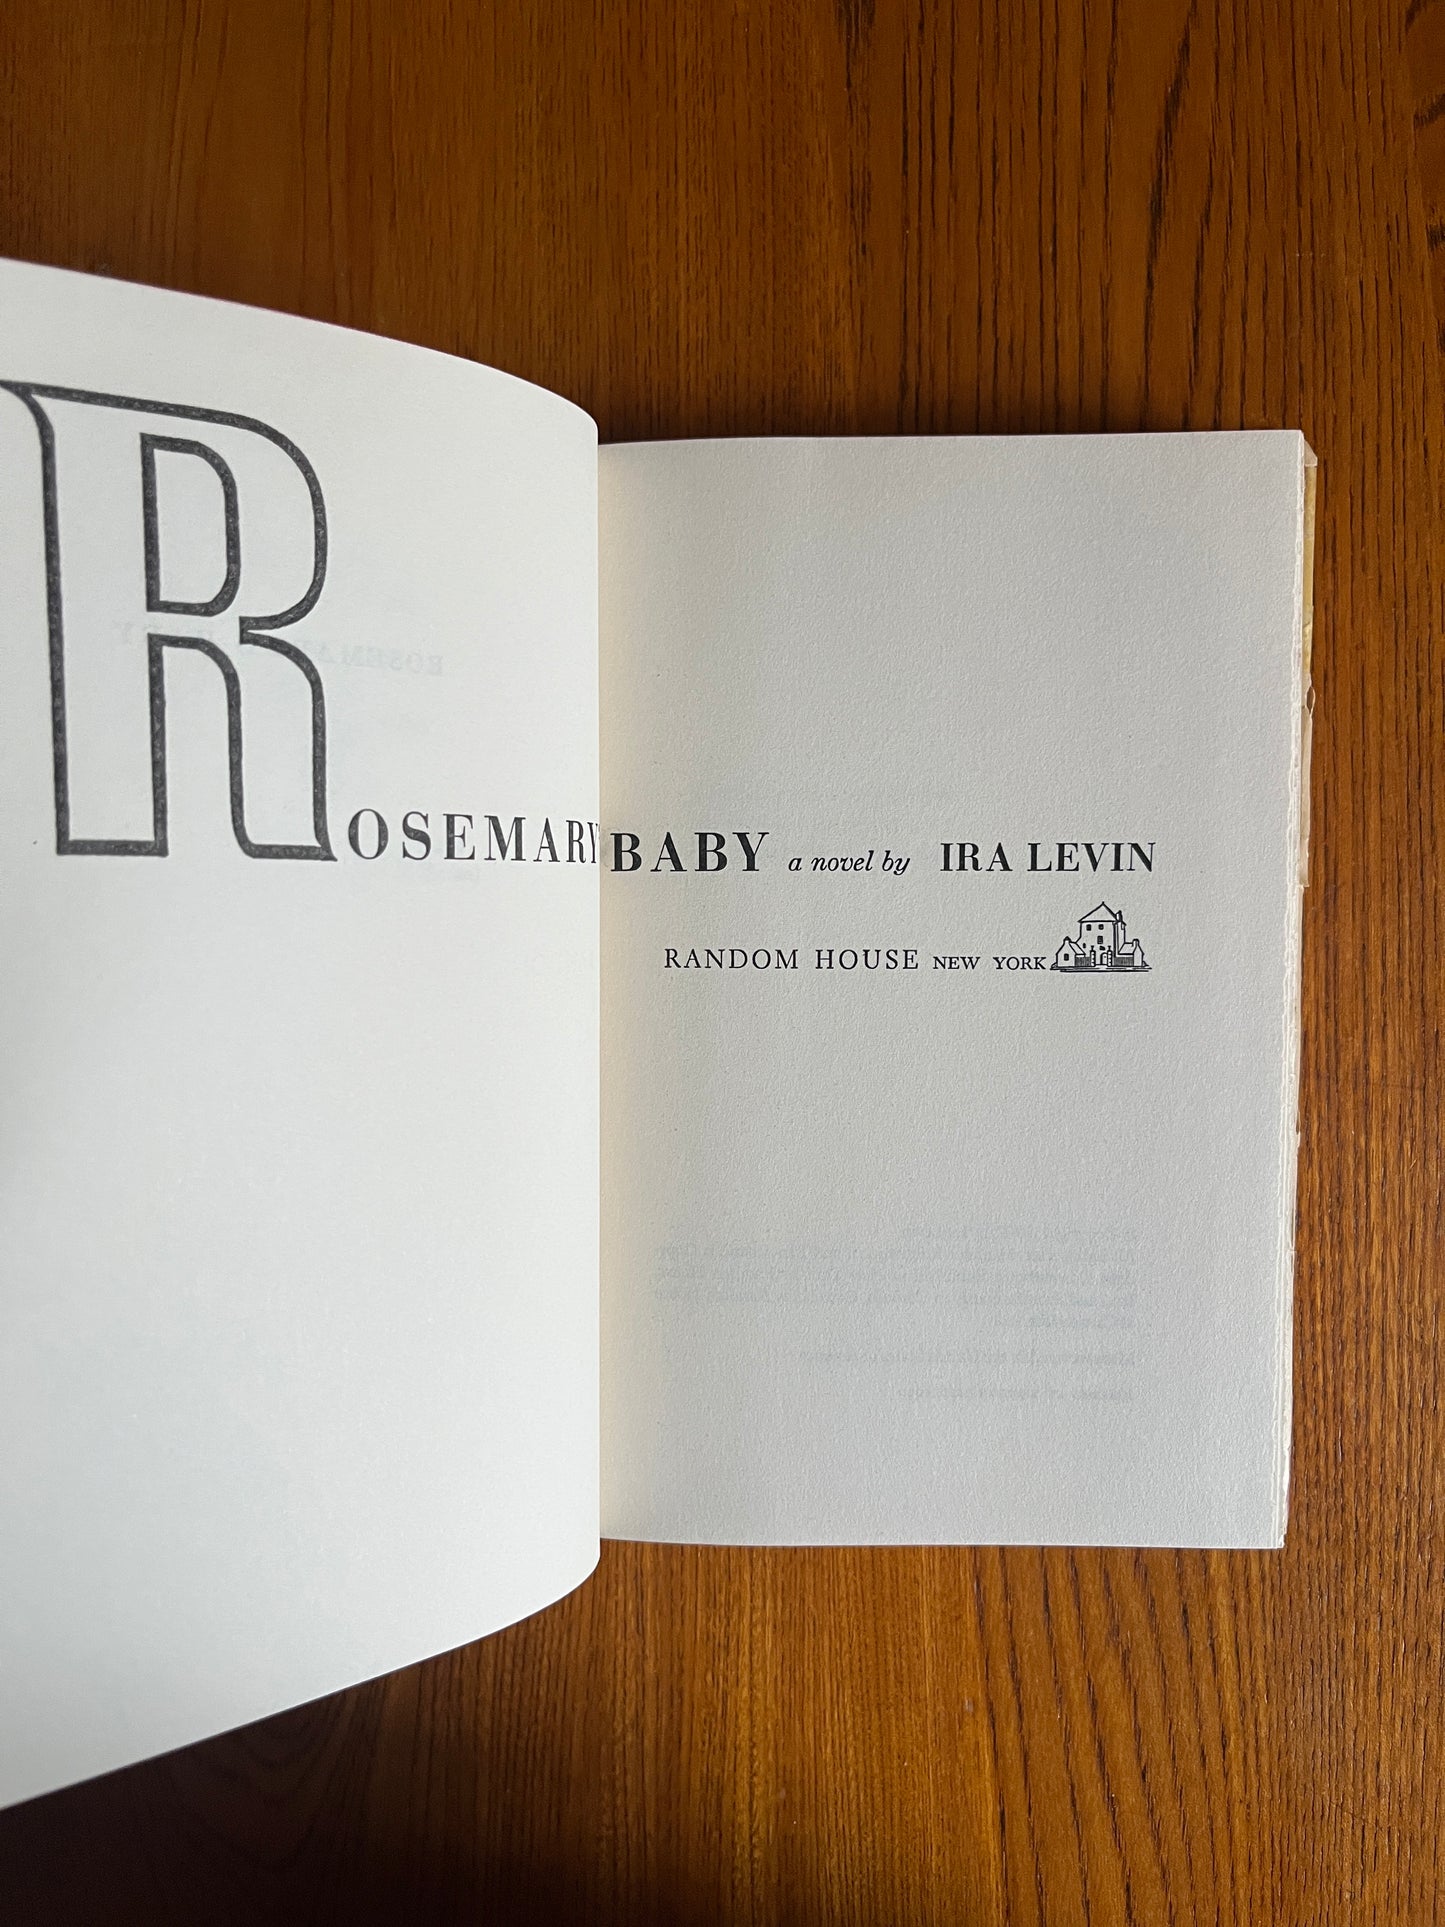 ROSEMARY BABY a novel by IRA LEVIN
RANDOM HOUSE NEW YORK